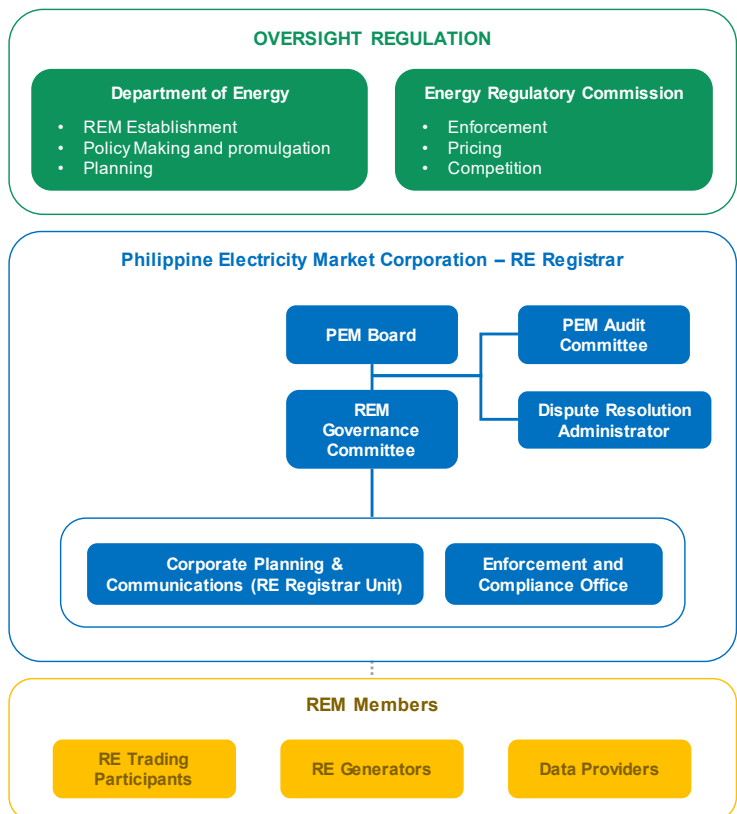 OVERSIGHT REGULATION
Department of Energy
• REM Establishment
• Policy Making and promulgation
• Planning
Energy Regulatory Commission
• Enforcement
• Pricing
• Competition
Philippine Electricity Market Corporation – RE Registrar
PEM Board
PEM Audit
Committee
REM
Governance
Committee
Dispute Resolution
Administrator
Corporate Planning &
Communications (RE Registrar Unit)
Enforcement and
Compliance Office
REM Members
RE Trading
Participants
RE Generators
Data Providers